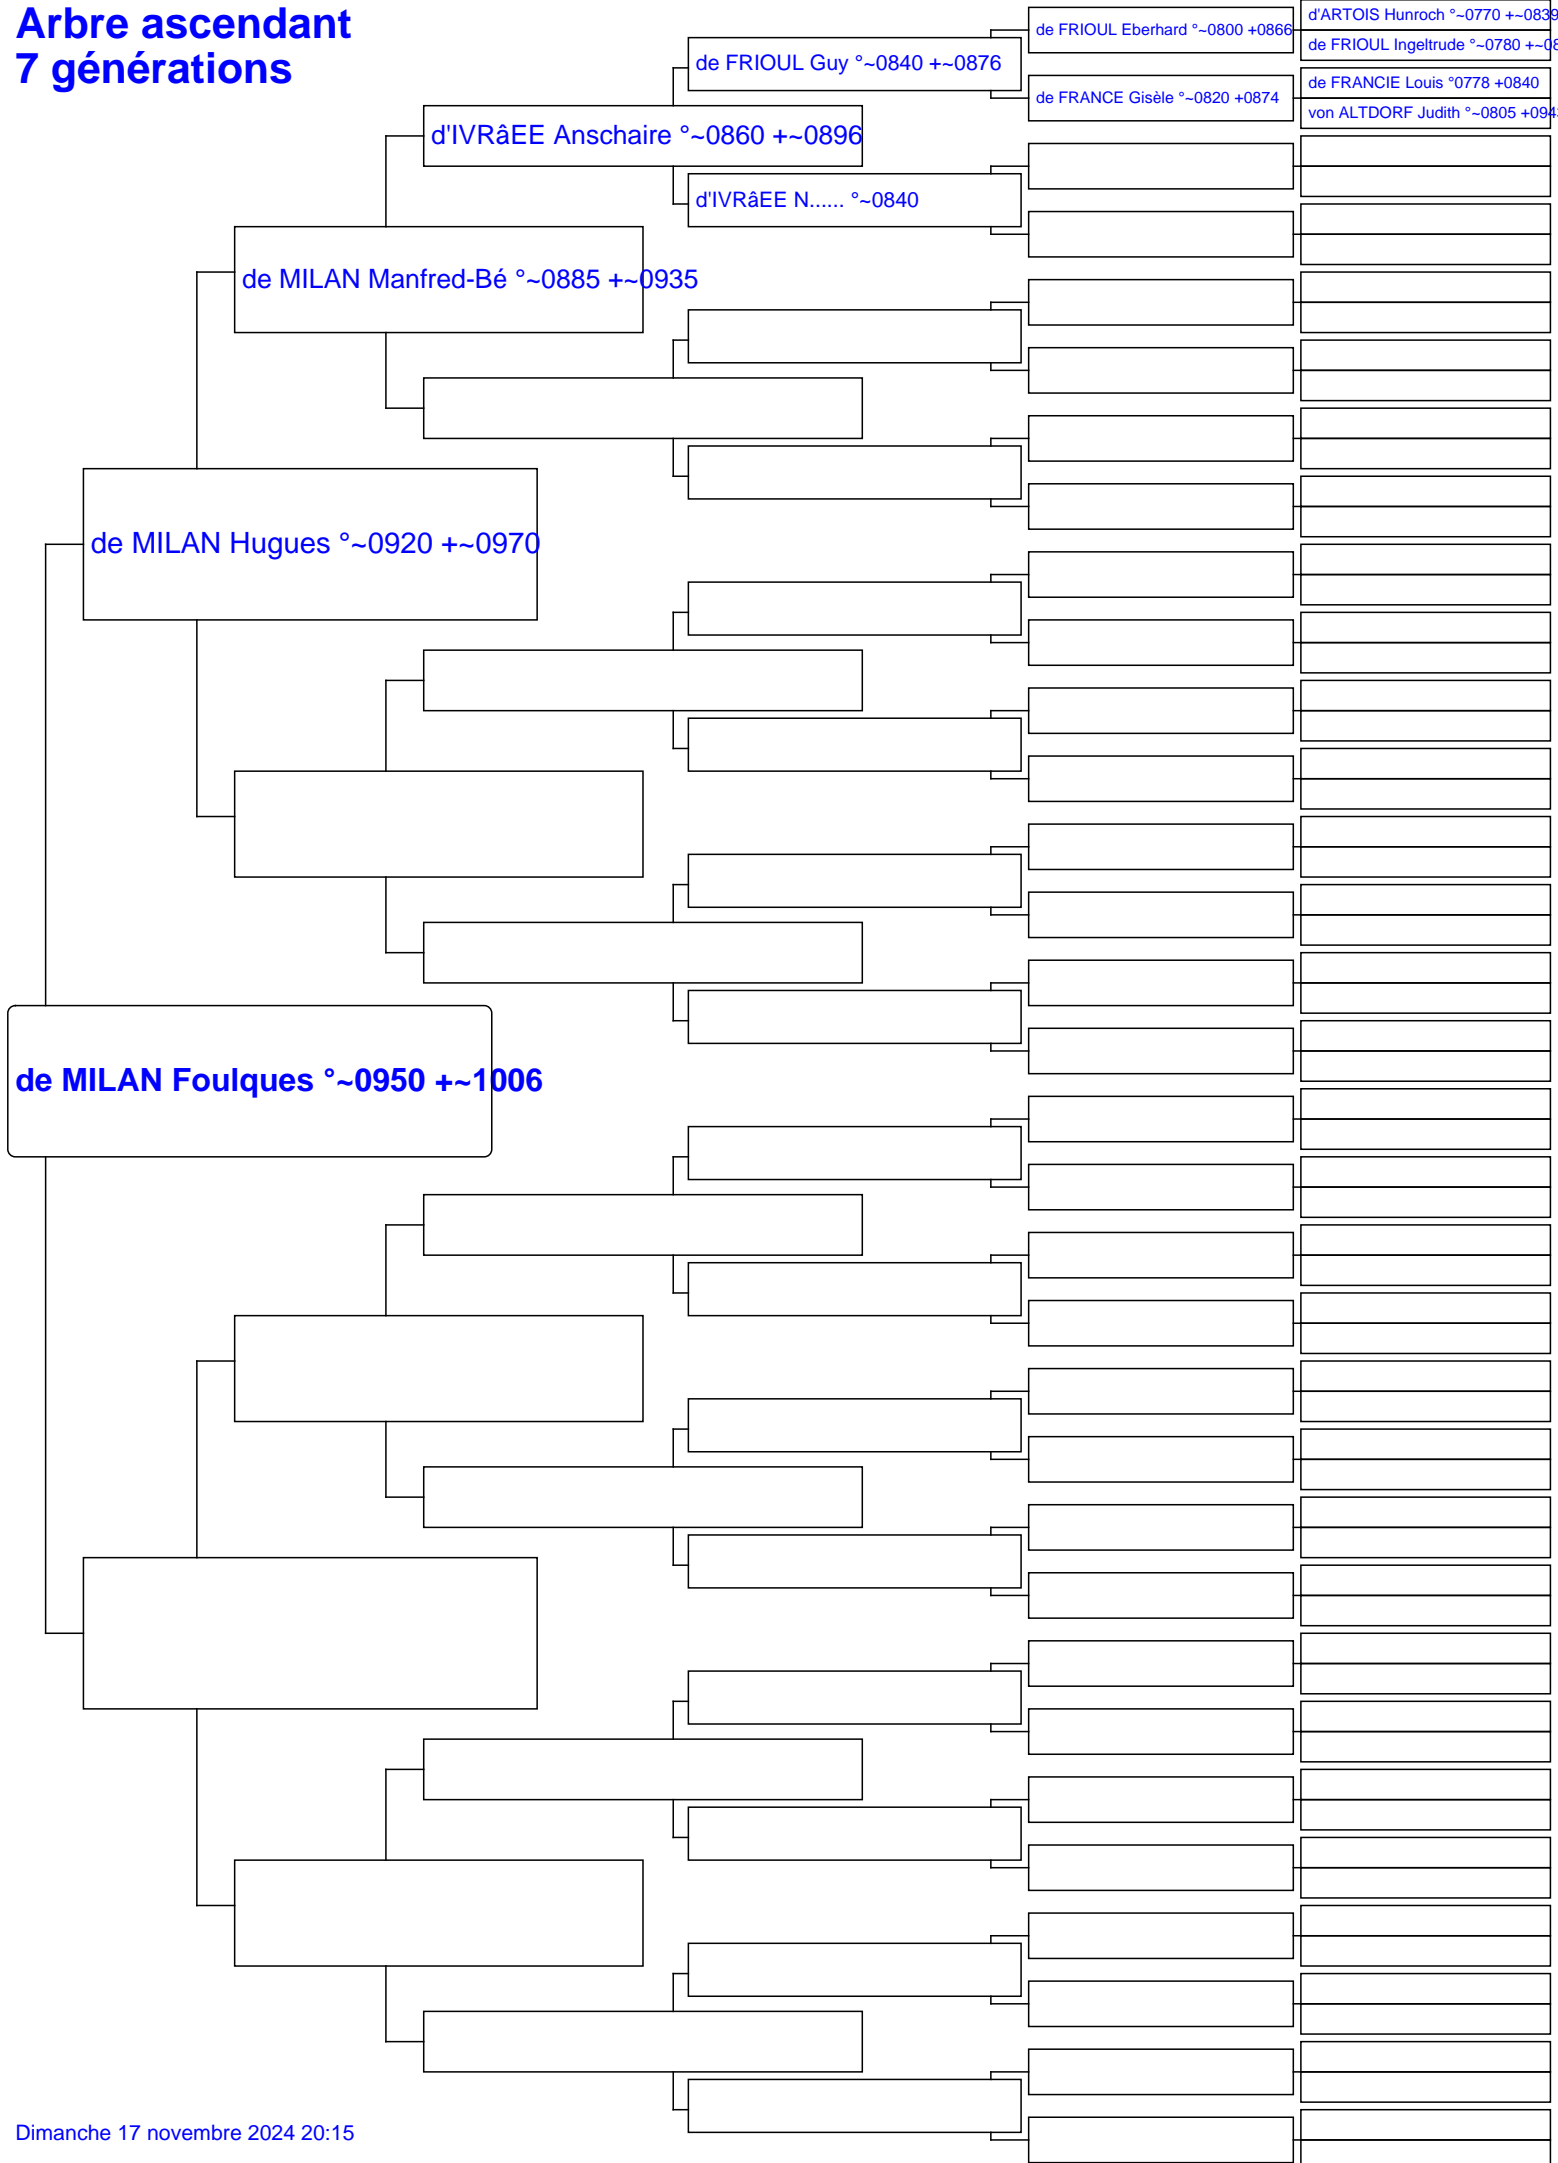 Arbre ascendant
7 générations
d'ARTOIS Hunroch °~0770 +~0839
de FRIOUL Eberhard °~0800 +0866
de FRIOUL Ingeltrude °~0780 +~08
de FRIOUL Guy °~0840 +~0876
de FRANCIE Louis °0778 +0840
de FRANCE Gisèle °~0820 +0874
von ALTDORF Judith °~0805 +094
d'IVRâEE Anschaire °~0860 +~0896
d'IVRâEE N...... °~0840
de MILAN Manfred-Bé °~0885 +~0935
de MILAN Hugues °~0920 +~0970
de MILAN Foulques °~0950 +~1006
Dimanche 17 novembre 2024 20:15